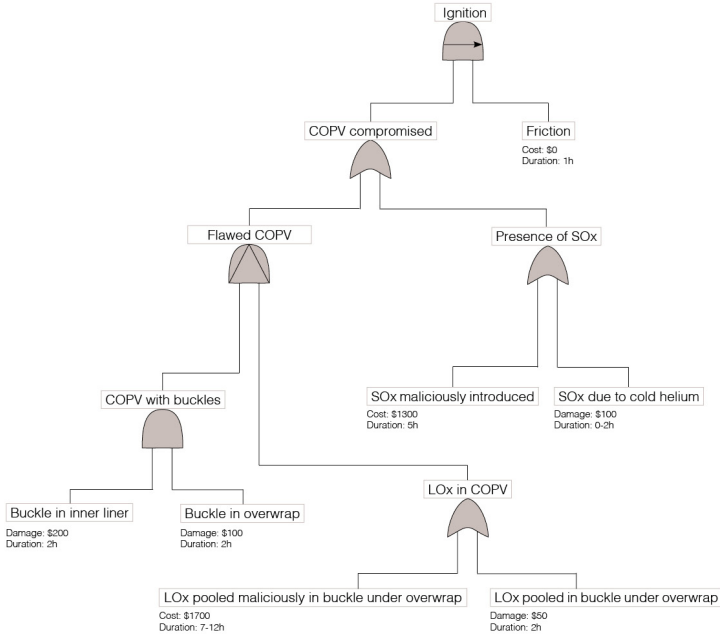 Ignition
COPV compromised
Friction
Cost: $0
Duration: 1h
Flawed COPV
Presence of SOx
COPV with buckles
SOx maliciously introduced
Cost: $1300
Duration: 5h
SOx due to cold helium
Damage: $100
Duration: 0-2h
LOx in COPV
Buckle in inner liner
Damage: $200
Duration: 2h
Buckle in overwrap
Damage: $100
Duration: 2h
LOx pooled maliciously in buckle under overwrap
Cost: $1700
Duration: 7-12h
LOx pooled in buckle under overwrap
Damage: $50
Duration: 2h